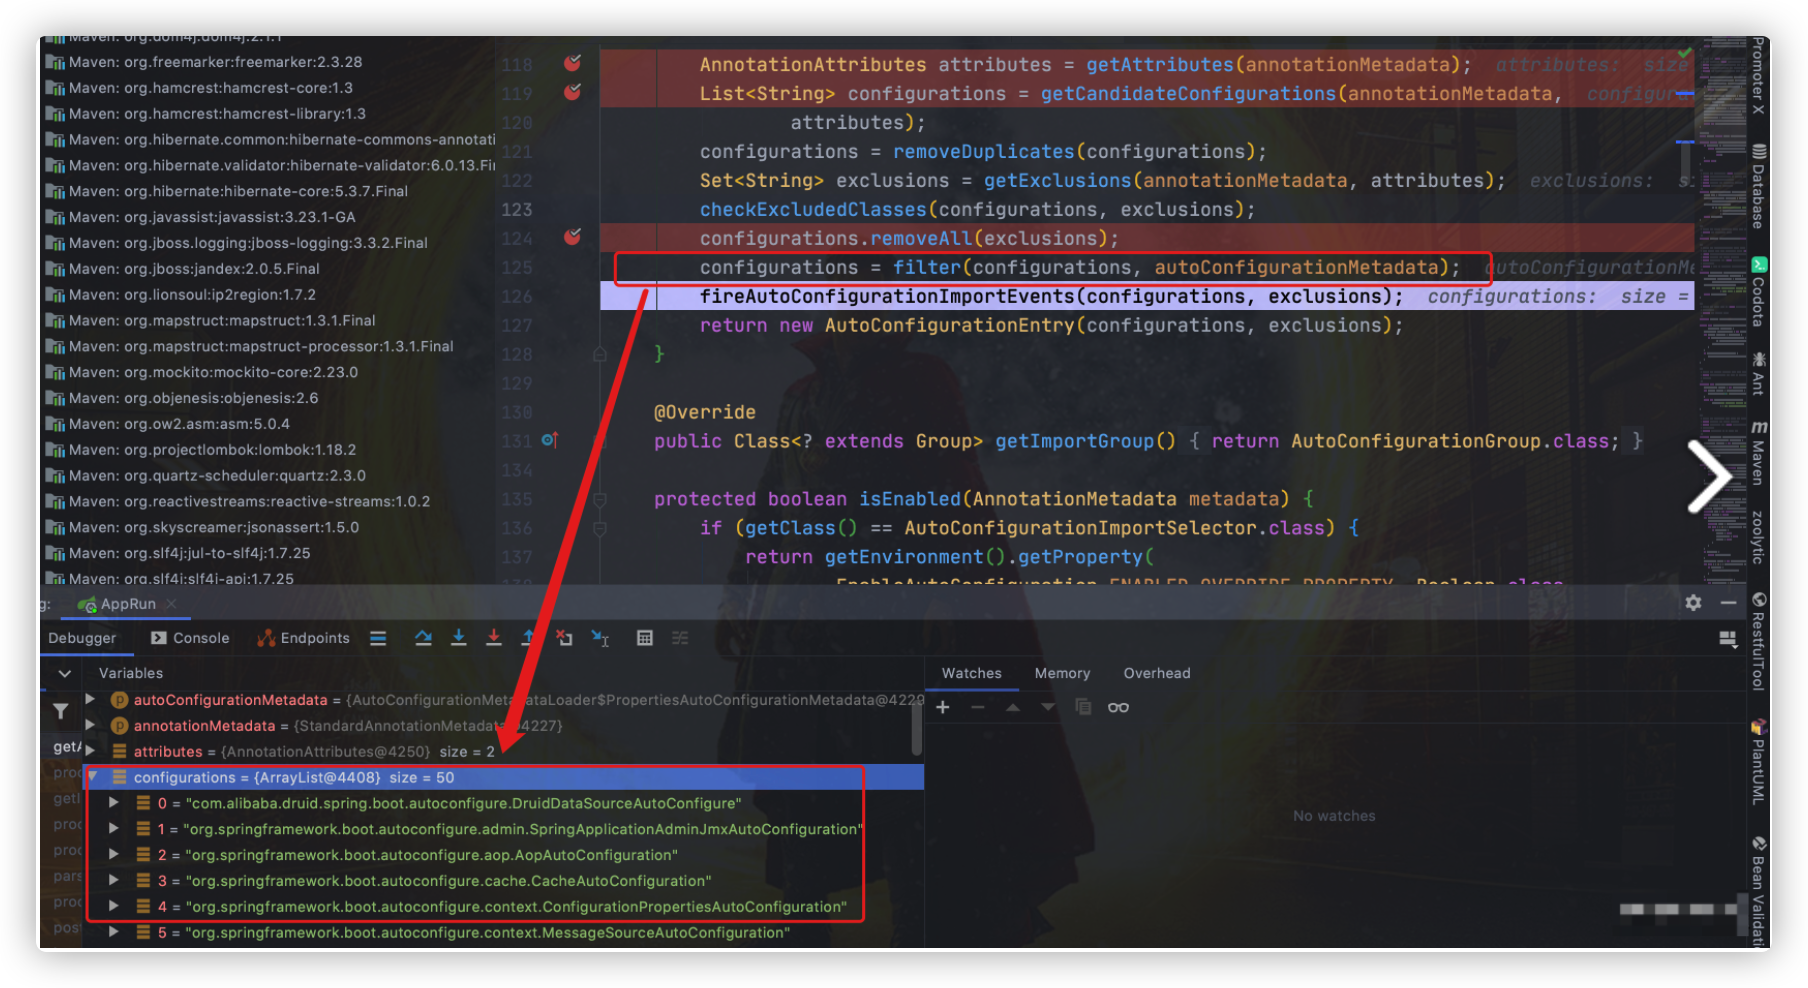 Maven: org.dom4j:dom4j:2.1.1
Maven: org.freemarker:freemarker:2.3.28
Maven: org.hamcrest:hamcrest-core:1.3
Maven: org.hamcrest:hamcrest-library:1.3
Maven: org.hibernate.common:hibernate-commons-annotati
Maven: org.hibernate.validator:hibernate-validator:6.0.13.Fin
Maven: org.hibernate:hibernate-core:5.3.7.Final
Maven: org.javassist:javassist:3.23.1-GA
Maven: org.jboss.logging:jboss-logging:3.3.2.Final
Maven: org.jboss:jandex:2.0.5.Final
Maven: org.lionsoul:ip2region:1.7.2
Maven: org.mapstruct:mapstruct:1.3.1.Final
Maven: org.mapstruct:mapstruct-processor:1.3.1.Final
Maven: org.mockito:mockito-core:2.23.0
Maven: org.objenesis:objenesis:2.6
Maven: org.ow2.asm:asm:5.0.4
Maven: org.projectlombok:lombok:1.18.2
Maven: org.quartz-scheduler:quartz:2.3.0
Maven: org.reactivestreams:reactive-streams:1.0.2
Maven: org.skyscreamer:jsonassert:1.5.0
Maven: org.slf4j:jul-to-slf4j:1.7.25
Maven: org.slf4j:slf4j-api:1.7.25
118 AnnotationAttributes attributes = getAttributes(annotationMetadata); attributes: size
119 List<String> configurations = getCandidateConfigurations(annotationMetadata, configurat
120 attributes);
121 configurations = removeDuplicates(configurations);
122 Set<String> exclusions = getExclusions(annotationMetadata, attributes); exclusions: si
123 checkExcludedClasses(configurations, exclusions);
124 configurations.removeAll(exclusions);
125 configurations = filter(configurations, autoConfigurationMetadata); autoConfigurationMe
126 fireAutoConfigurationImportEvents(configurations, exclusions); configurations: size =
127 return new AutoConfigurationEntry(configurations, exclusions);
128 }
129
130 @Override
131 public Class<? extends Group> getImportGroup() { return AutoConfigurationGroup.class; }
134
135 protected boolean isEnabled(AnnotationMetadata metadata) {
136 if (getClass() == AutoConfigurationImportSelector.class) {
137 return getEnvironment().getProperty(
138 EnableAutoConfiguration.ENABLED_OVERRIDE_PROPERTY, Boolean.class,
Promoter X
Database
Codota
Ant
Maven
zoolytic
RestfulTool
PlantUML
Bean Validati
g: AppRun
Debugger Console Endpoints
Variables
autoConfigurationMetadata = {AutoConfigurationMetadataLoader$PropertiesAutoConfigurationMetadata@4229
annotationMetadata = {StandardAnnotationMetadata@4227}
attributes = {AnnotationAttributes@4250} size = 2
configurations = {ArrayList@4408} size = 50
0 = "com.alibaba.druid.spring.boot.autoconfigure.DruidDataSourceAutoConfigure"
1 = "org.springframework.boot.autoconfigure.admin.SpringApplicationAdminJmxAutoConfiguration"
2 = "org.springframework.boot.autoconfigure.aop.AopAutoConfiguration"
3 = "org.springframework.boot.autoconfigure.cache.CacheAutoConfiguration"
4 = "org.springframework.boot.autoconfigure.context.ConfigurationPropertiesAutoConfiguration"
5 = "org.springframework.boot.autoconfigure.context.MessageSourceAutoConfiguration"
getA
proc
getI
proc
proc
pars
proc
post
Watches Memory Overhead
No watches